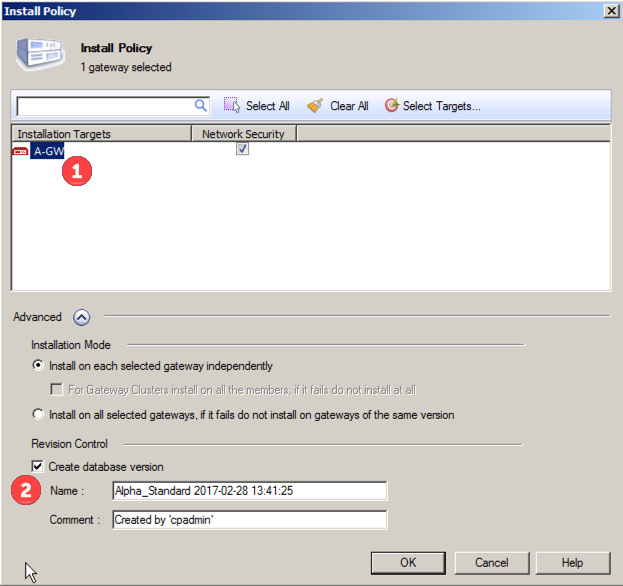 Install Policy
Install Policy
1 gateway selected
Select All Clear All Select Targets...
Installation Targets Network Security
A-GW
1
Advanced
Installation Mode
Install on each selected gateway independently
For Gateway Clusters install on all the members, if it fails do not install at all
Install on all selected gateways, if it fails do not install on gateways of the same version
Revision Control
Create database version
2 Name : Alpha_Standard 2017-02-28 13:41:25
Comment : Created by 'cpadmin'
OK Cancel Help